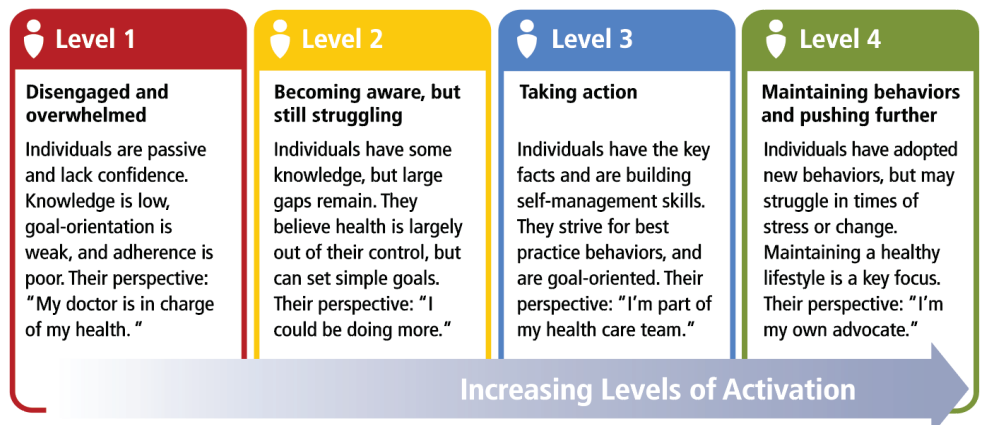 Level 1
Disengaged and
overwhelmed
Individuals are passive
and lack confidence.
Knowledge is low,
goal-orientation is
weak, and adherence is
poor. Their perspective:
“My doctor is in charge
of my health. “
Level 2
Becoming aware, but
still struggling
Individuals have some
knowledge, but large
gaps remain. They
believe health is largely
out of their control, but
can set simple goals.
Their perspective: “I
could be doing more.”
Level 3
Taking action
Individuals have the key
facts and are building
self-management skills.
They strive for best
practice behaviors, and
are goal-oriented. Their
perspective: “I’m part of
my health care team.”
Level 4
Maintaining behaviors
and pushing further
Individuals have adopted
new behaviors, but may
struggle in times of
stress or change.
Maintaining a healthy
lifestyle is a key focus.
Their perspective: “I’m
my own advocate.”
Increasing Levels of Activation